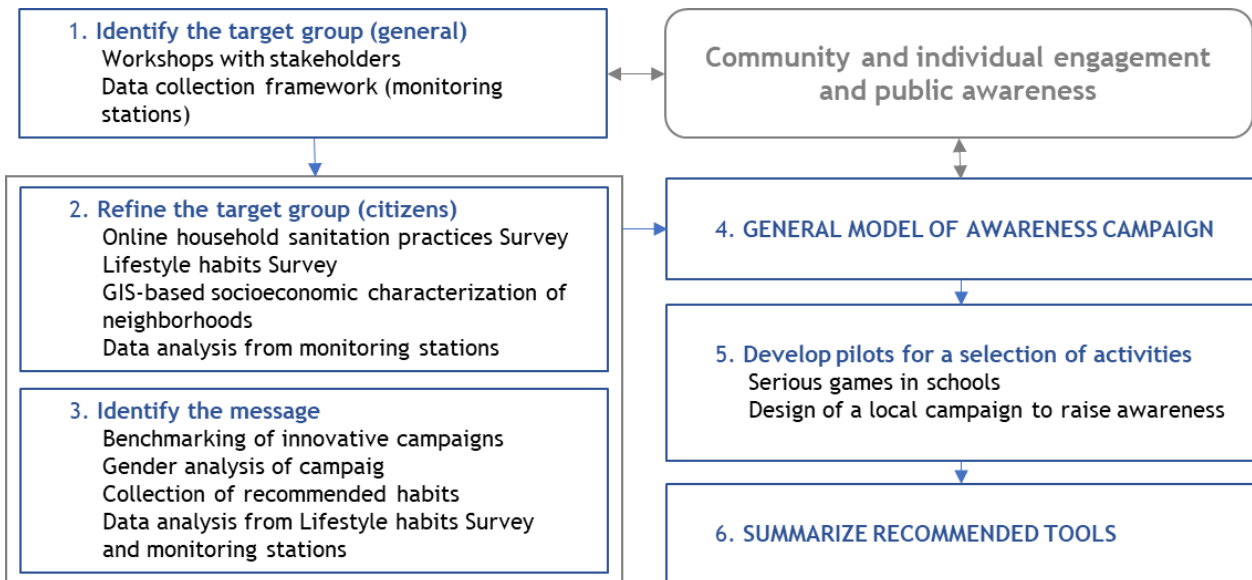 1. Identify the target group (general)
Workshops with stakeholders
Data collection framework (monitoring
stations)
Community and individual engagement
and public awareness
2. Refine the target group (citizens)
Online household sanitation practices Survey
Lifestyle habits Survey
GIS-based socioeconomic characterization of
neighborhoods
Data analysis from monitoring stations
3. Identify the message
Benchmarking of innovative campaigns
Gender analysis of campaig
Collection of recommended habits
Data analysis from Lifestyle habits Survey
and monitoring stations
4. GENERAL MODEL OF AWARENESS CAMPAIGN
5. Develop pilots for a selection of activities
Serious games in schools
Design of a local campaign to raise awareness
6. SUMMARIZE RECOMMENDED TOOLS